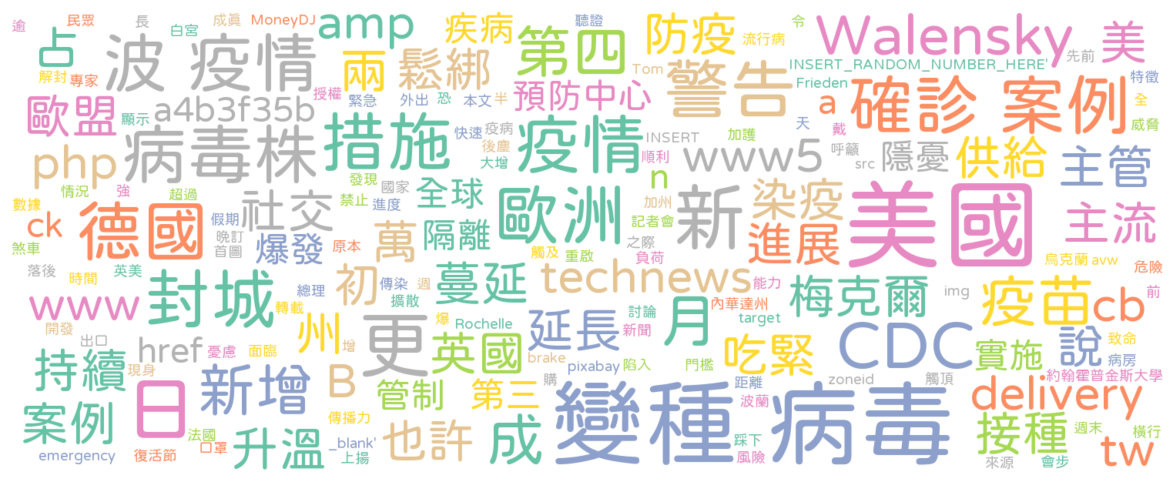 逾 民眾 長 白宮 成真 MoneyDJ amp 疾病 聽證 防疫 令 流行病 Walensky 美
占 波 疫情 解封 專家 兩 鬆綁 第四 Tom 警告 INSERT_RANDOM_NUMBER_HERE' 先前
歐盟 顯示 a4b3f35b 授權 緊急 外出 恐 本文 半 預防中心 Frieden a 確診 案例 特徵 全
php 病毒株 措施 快速 疫病 後塵 大增 疫情 順利 INSERT 加護 天 戴 呼籲 威脅
www5 src 隱憂 供給 主管
數據 情況 強 超過 社交 發現 禁止 國家 進度 全球 n 加州 染疫
ck 德國 假期 晚訂 首圖 爆發 原本 萬 隔離 歐洲 記者會 新 進展 美國 主流
煞車 落後 時間 英美 總理 傳染 週 擴散 蔓延 觸及 重啟 之際 負荷 烏克蘭 avw 危險
www 封城 轉載 初 technews 能力 內華達州 梅克爾 img 疫苗 cb 前
開發 出口 州 增 更 爆 Rochelle 延長 討論 新聞 月 target CDC 說 致命
持續 現身 href 憂慮 面臨 英國 brake pixabay 陷入 門檻 吃緊 實施 病房
新增 B 管制 第三 購 距離 波蘭 zoneid 觸頂 約翰霍普金斯大學
案例 日 傳播力 變種 病毒 delivery 接種 週末 橫行
法國 口罩 升溫 _blank' 上揚 也許 成 踩下 風險 tw
emergency 復活節 來源 會步